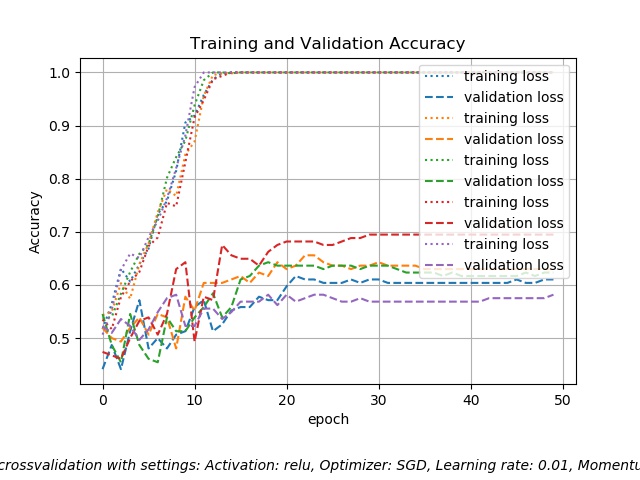 Training and Validation Accuracy
1.0
0.9
0.8
0.7
0.6
0.5
Accuracy
training loss
validation loss
training loss
validation loss
training loss
validation loss
training loss
validation loss
training loss
validation loss
0 10 20 30 40 50
epoch
crossvalidation with settings: Activation: relu, Optimizer: SGD, Learning rate: 0.01, Momentu